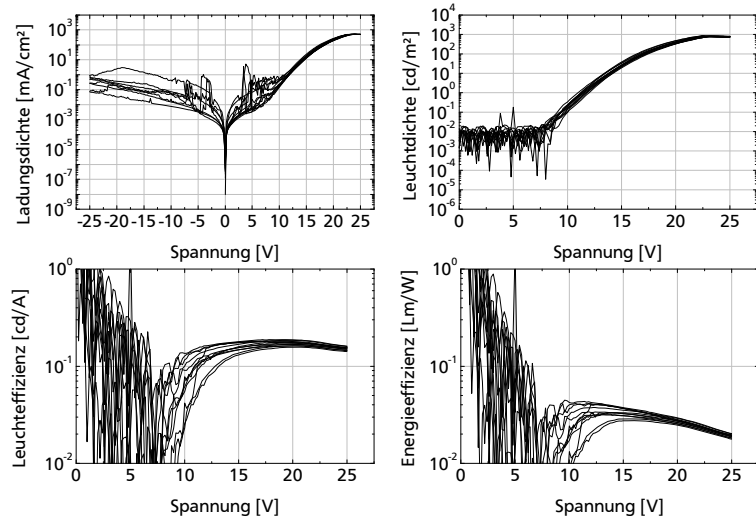 Ladungsdichte [mA/cm²]
10³
10¹
10⁻¹
10⁻³
10⁻⁵
10⁻⁷
10⁻⁹
-25 -20 -15 -10 -5 0 5 10 15 20 25
Spannung [V]
Leuchtdichte [cd/m²]
10⁴
10³
10²
10¹
10⁰
10⁻¹
10⁻²
10⁻³
10⁻⁴
10⁻⁵
10⁻⁶
0 5 10 15 20 25
Spannung [V]
Leuchteffizienz [cd/A]
10⁰
10⁻¹
10⁻²
0 5 10 15 20 25
Spannung [V]
Energieeffizienz [Lm/W]
10⁰
10⁻¹
10⁻²
0 5 10 15 20 25
Spannung [V]